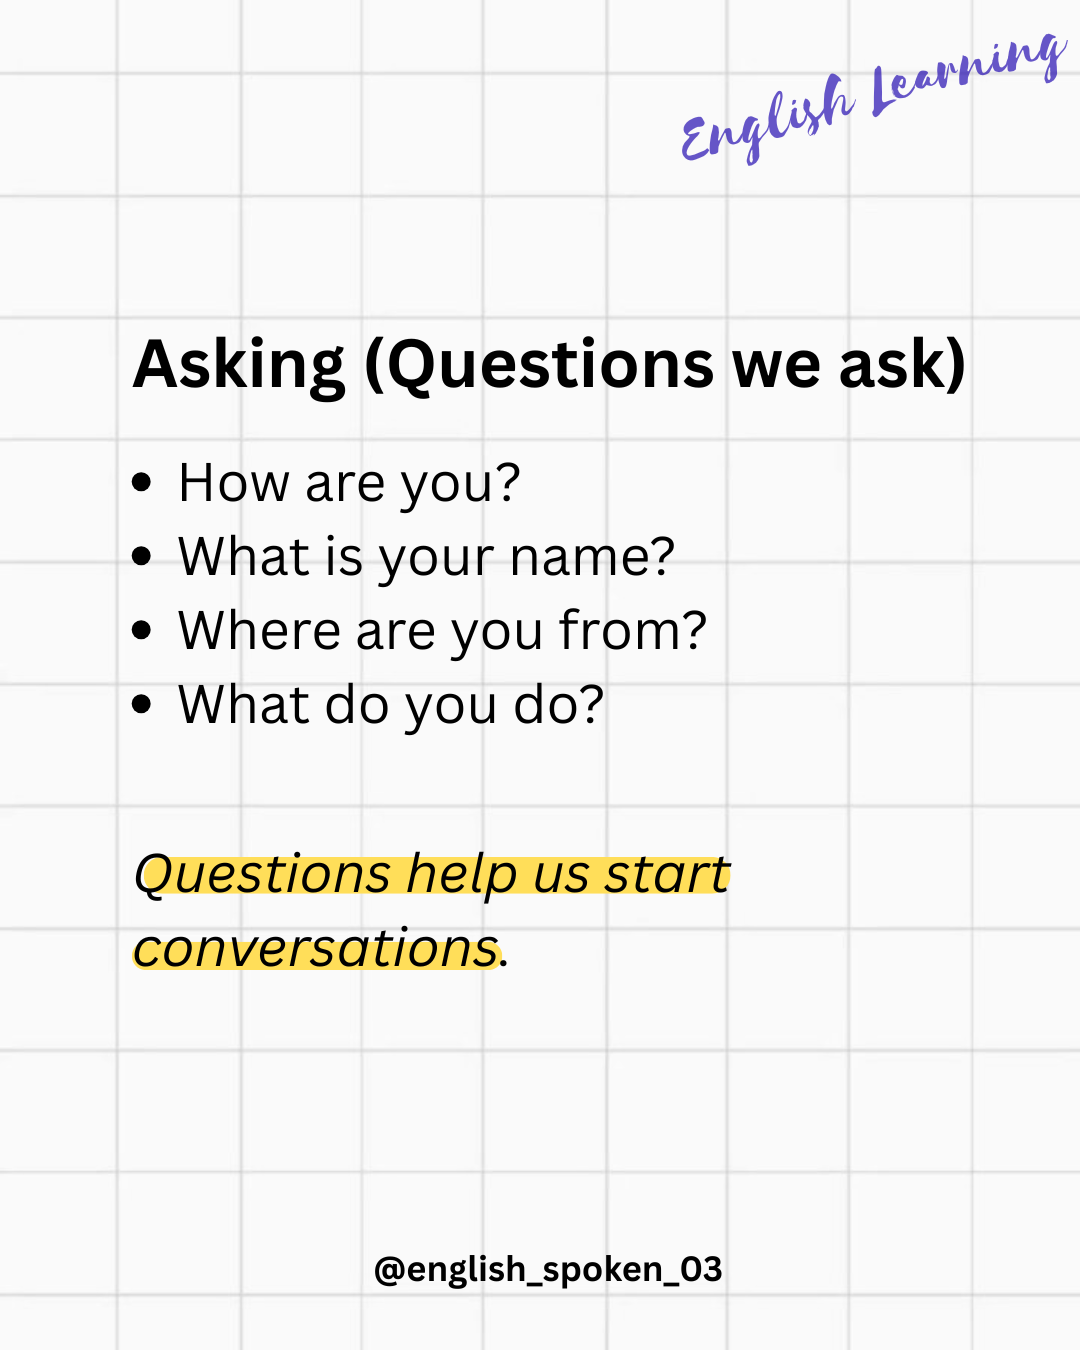 English Learning
Asking (Questions we ask)
• How are you?
• What is your name?
• Where are you from?
• What do you do?
Questions help us start
conversations.
@english_spoken_03